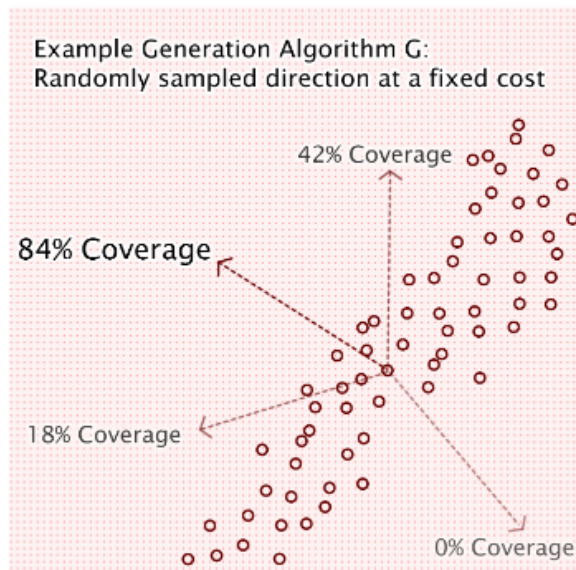 Example Generation Algorithm G:
Randomly sampled direction at a fixed cost
42% Coverage
84% Coverage
18% Coverage
0% Coverage